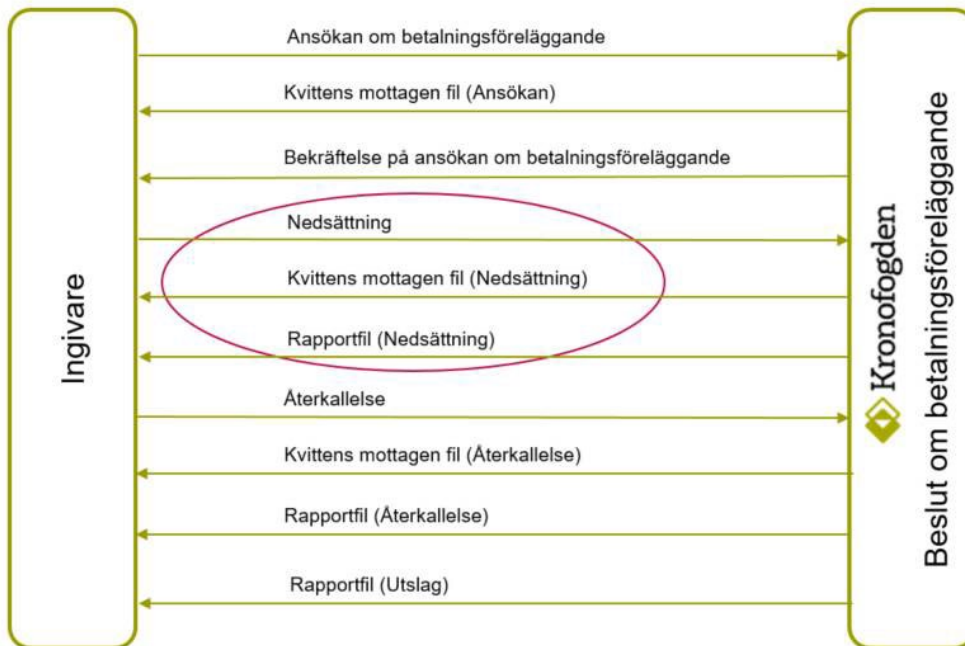 Ansökan om betalningsföreläggande
Kvittens mottagen fil (Ansökan)
Bekräftelse på ansökan om betalningsföreläggande
Nedsättning
Kvittens mottagen fil (Nedsättning)
Rapportfil (Nedsättning)
Återkallelse
Kvittens mottagen fil (Återkallelse)
Rapportfil (Återkallelse)
Rapportfil (Utslag)
Ingivare
Kronofogden
Beslut om betalningsföreläggande